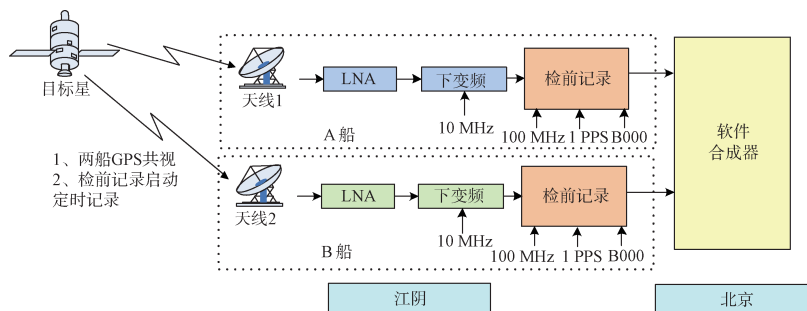 目标星
天线1
LNA
下变频
检前记录
10 MHz
100 MHz
1 PPS
B000
A船
1、两船GPS共视
2、检前记录启动
定时记录
天线2
LNA
下变频
检前记录
10 MHz
100 MHz
1 PPS
B000
B船
软件
合成器
江阴
北京